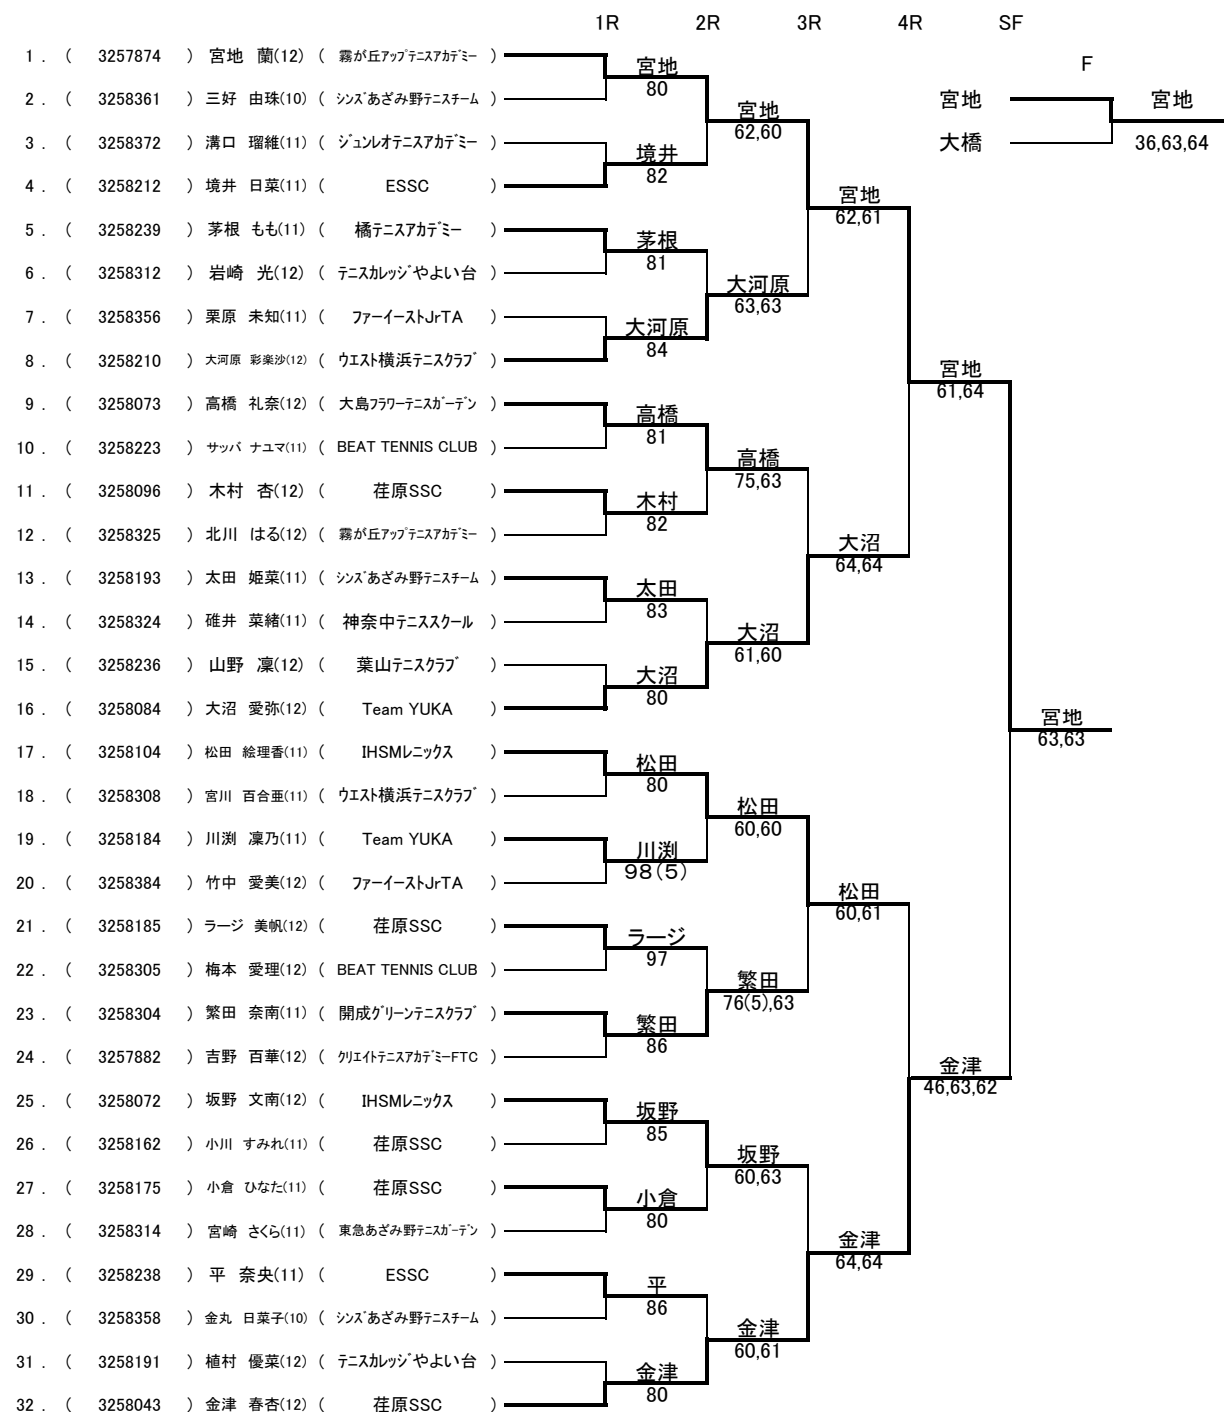 1R 2R 3R 4R SF
F
1 . ( 3257874 ) 宮地 蘭(12) ( 霧が丘アップテニスアカデミー )
宮地
80
2 . ( 3258361 ) 三好 由珠(10) ( シンズあざみ野テニスチーム )
宮地
62,60
3 . ( 3258372 ) 溝口 瑠維(11) ( ジュンレオテニスアカデミー )
境井
82
4 . ( 3258212 ) 境井 日菜(11) ( ESSC )
宮地
62,61
5 . ( 3258239 ) 茅根 もも(11) ( 橘テニスアカデミー )
茅根
81
6 . ( 3258312 ) 岩崎 光(12) ( テニスカレッジやよい台 )
大河原
63,63
7 . ( 3258356 ) 栗原 未知(11) ( ファーイーストJrTA )
大河原
84
8 . ( 3258210 ) 大河原 彩楽沙(12) ( ウエスト横浜テニスクラブ )
宮地
61,64
9 . ( 3258073 ) 高橋 礼奈(12) ( 大島フラワーテニスガーデン )
高橋
81
10 . ( 3258223 ) サッバ ナユマ(11) ( BEAT TENNIS CLUB )
高橋
75,63
11 . ( 3258096 ) 木村 杏(12) ( 荏原SSC )
木村
82
12 . ( 3258325 ) 北川 はる(12) ( 霧が丘アップテニスアカデミー )
大沼
64,64
13 . ( 3258193 ) 太田 姫菜(11) ( シンズあざみ野テニスチーム )
太田
83
14 . ( 3258324 ) 碓井 菜緒(11) ( 神奈中テニススクール )
大沼
61,60
15 . ( 3258236 ) 山野 凜(12) ( 葉山テニスクラブ )
大沼
80
16 . ( 3258084 ) 大沼 愛弥(12) ( Team YUKA )
宮地
63,63
17 . ( 3258104 ) 松田 絵理香(11) ( IHSMレニックス )
松田
80
18 . ( 3258308 ) 宮川 百合亜(11) ( ウエスト横浜テニスクラブ )
松田
60,60
19 . ( 3258184 ) 川渕 凜乃(11) ( Team YUKA )
川渕
98(5)
20 . ( 3258384 ) 竹中 愛美(12) ( ファーイーストJrTA )
松田
60,61
21 . ( 3258185 ) ラージ 美帆(12) ( 荏原SSC )
ラージ
97
22 . ( 3258305 ) 梅本 愛理(12) ( BEAT TENNIS CLUB )
繁田
76(5),63
23 . ( 3258304 ) 繁田 奈南(11) ( 開成グリーンテニスクラブ )
繁田
86
24 . ( 3257882 ) 吉野 百華(12) ( クリエイトテニスアカデミーFTC )
金津
46,63,62
25 . ( 3258072 ) 坂野 文南(12) ( IHSMレニックス )
坂野
85
26 . ( 3258162 ) 小川 すみれ(11) ( 荏原SSC )
坂野
60,63
27 . ( 3258175 ) 小倉 ひなた(11) ( 荏原SSC )
小倉
80
28 . ( 3258314 ) 宮崎 さくら(11) ( 東急あざみ野テニスガーデン )
金津
64,64
29 . ( 3258238 ) 平 奈央(11) ( ESSC )
平
86
30 . ( 3258358 ) 金丸 日菜子(10) ( シンズあざみ野テニスチーム )
金津
60,61
31 . ( 3258191 ) 植村 優菜(12) ( テニスカレッジやよい台 )
金津
80
32 . ( 3258043 ) 金津 春杏(12) ( 荏原SSC )
宮地
大橋
宮地
36,63,64